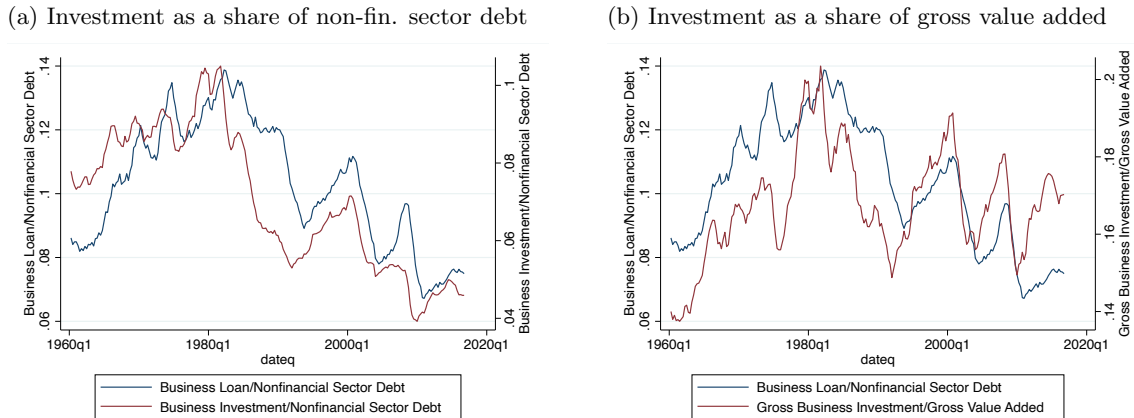 (a) Investment as a share of non-fin. sector debt
Business Loan/Nonfinancial Sector Debt
.06 .08 .1 .12 .14
Business Investment/Nonfinancial Sector Debt
.04 .06 .08 .1
1960q1 1980q1 2000q1 2020q1
dateq
Business Loan/Nonfinancial Sector Debt
Business Investment/Nonfinancial Sector Debt
(b) Investment as a share of gross value added
Business Loan/Nonfinancial Sector Debt
.06 .08 .1 .12 .14
Gross Business Investment/Gross Value Added
.14 .16 .18 .2
1960q1 1980q1 2000q1 2020q1
dateq
Business Loan/Nonfinancial Sector Debt
Gross Business Investment/Gross Value Added